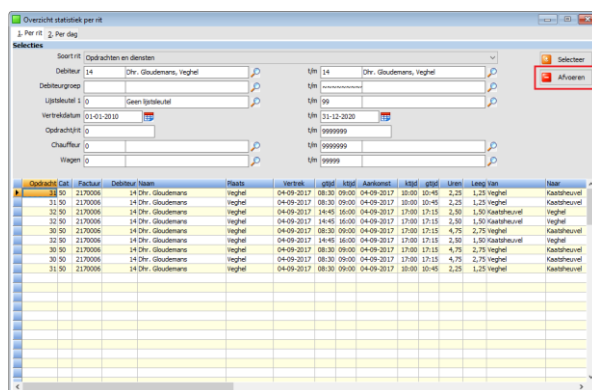 Overzicht statistiek per rit
1. Per rit 2. Per dag
Selecties
Soort rit Opdrachten en diensten
Selecteer
Debiteur 14 Dhr. Gloudemans, Veghel t/m 14 Dhr. Gloudemans, Veghel
Afvoeren
Debiteurgroep t/m ~~~~~~~~~~
Lijstsleutel 1 0 Geen lijstsleutel t/m 99
Vertrekdatum 01-01-2010 t/m 31-12-2020
Opdracht/rit 0 t/m 9999999
Chauffeur 0 t/m 9999999
Wagen 0 t/m 99999
Opdracht Cat Factuur Debiteur Naam Plaats Vertrek gtijd ktijd Aankomst ktijd gtijd Uren Leeg Van Naar
31 50 2170006 14 Dhr. Gloudemans Veghel 04-09-2017 08:30 09:00 04-09-2017 10:00 10:45 2,25 1,25 Veghel Kaatsheuvel
31 50 2170006 14 Dhr. Gloudemans Veghel 04-09-2017 08:30 09:00 04-09-2017 10:00 10:45 2,25 1,25 Veghel Kaatsheuvel
32 50 2170006 14 Dhr. Gloudemans Veghel 04-09-2017 14:45 16:00 04-09-2017 17:00 17:15 2,50 1,50 Kaatsheuvel Veghel
32 50 2170006 14 Dhr. Gloudemans Veghel 04-09-2017 14:45 16:00 04-09-2017 17:00 17:15 2,50 1,50 Kaatsheuvel Veghel
30 50 2170006 14 Dhr. Gloudemans Veghel 04-09-2017 08:30 09:00 04-09-2017 17:00 17:15 4,75 2,75 Veghel Kaatsheuvel
32 50 2170006 14 Dhr. Gloudemans Veghel 04-09-2017 14:45 16:00 04-09-2017 17:00 17:15 2,50 1,50 Kaatsheuvel Veghel
30 50 2170006 14 Dhr. Gloudemans Veghel 04-09-2017 08:30 09:00 04-09-2017 17:00 17:15 4,75 2,75 Veghel Kaatsheuvel
30 50 2170006 14 Dhr. Gloudemans Veghel 04-09-2017 08:30 09:00 04-09-2017 17:00 17:15 4,75 2,75 Veghel Kaatsheuvel
31 50 2170006 14 Dhr. Gloudemans Veghel 04-09-2017 08:30 09:00 04-09-2017 10:00 10:45 2,25 1,25 Veghel Kaatsheuvel